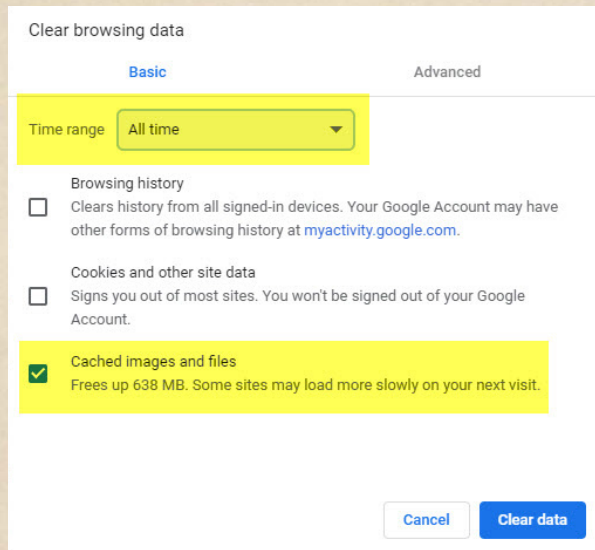 Clear browsing data
Basic
Advanced
Time range
All time
Browsing history
Clears history from all signed-in devices. Your Google Account may have
other forms of browsing history at myactivity.google.com.
Cookies and other site data
Signs you out of most sites. You won't be signed out of your Google
Account.
Cached images and files
Frees up 638 MB. Some sites may load more slowly on your next visit.
Cancel
Clear data